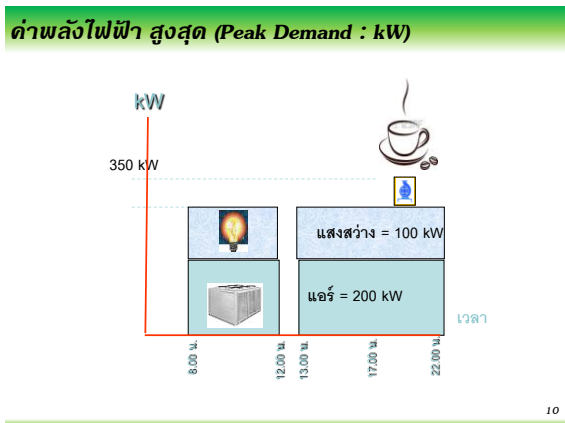 ค่าพลังไฟฟ้า สูงสุด (Peak Demand : kW)
kW
350 kW
แสงสว่าง = 100 kW
แอร์ = 200 kW
เวลา
8.00 น.
12.00 น.
13.00 น.
17.00 น.
22.00 น.
10